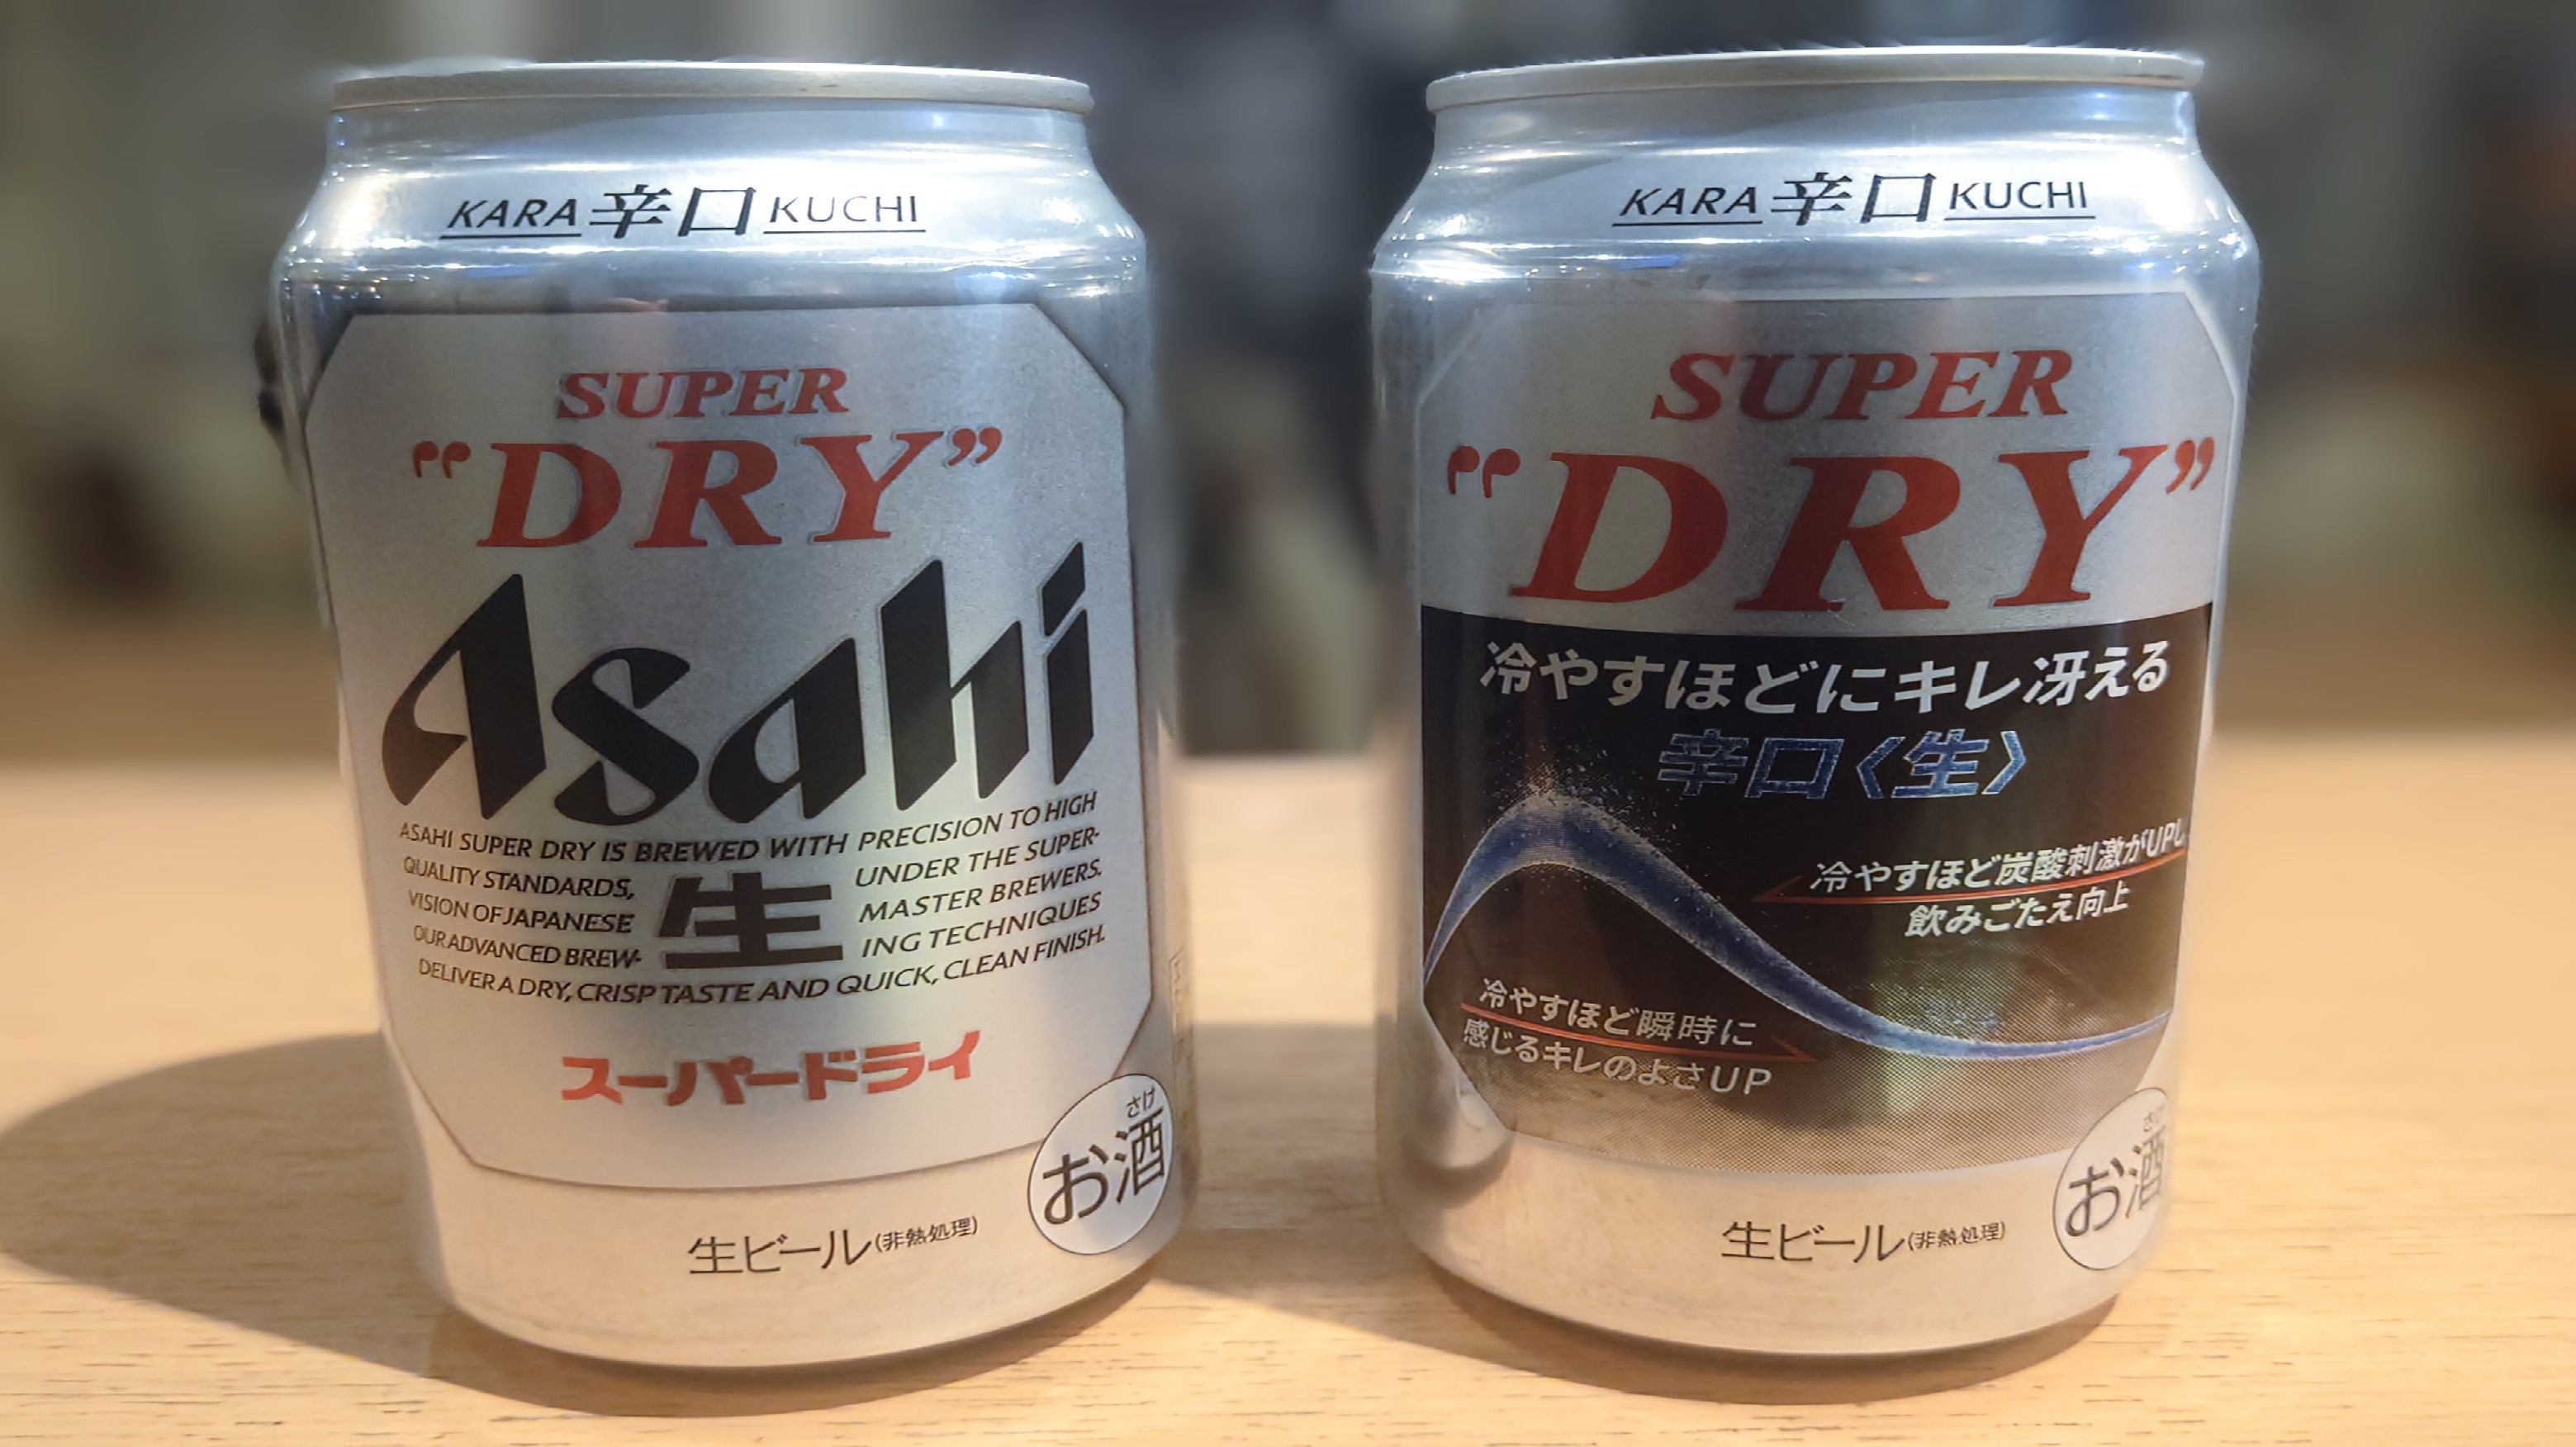 KARA 辛口 KUCHI
SUPER
“DRY”
Asahi
ASAHI SUPER DRY IS BREWED WITH PRECISION TO HIGH
QUALITY STANDARDS, UNDER THE SUPER-
VISION OF JAPANESE MASTER BREWERS.
OUR ADVANCED BREW- ING TECHNIQUES
DELIVER A DRY, CRISP TASTE AND QUICK, CLEAN FINISH.
生
スーパードライ
さけ
お酒
生ビール(非熱処理)
KARA 辛口 KUCHI
SUPER
“DRY”
冷やすほどにキレ冴える
辛口〈生〉
冷やすほど炭酸刺激がUPし
飲みごたえ向上
冷やすほど瞬時に
感じるキレのよさUP
さけ
お酒
生ビール(非熱処理)